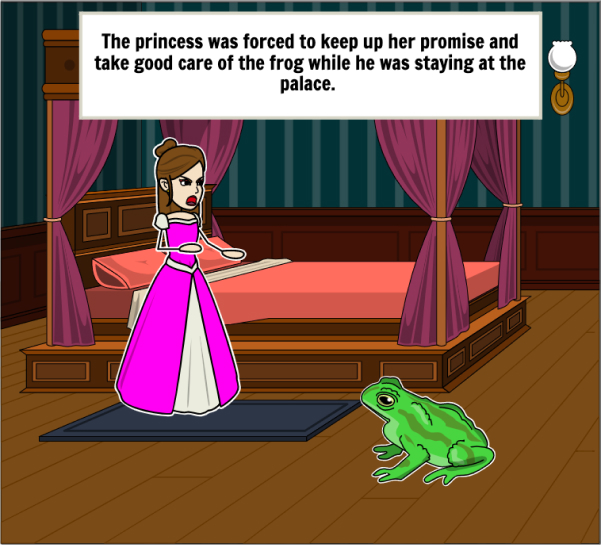 The princess was forced to keep up her promise and
take good care of the frog while he was staying at the
palace.